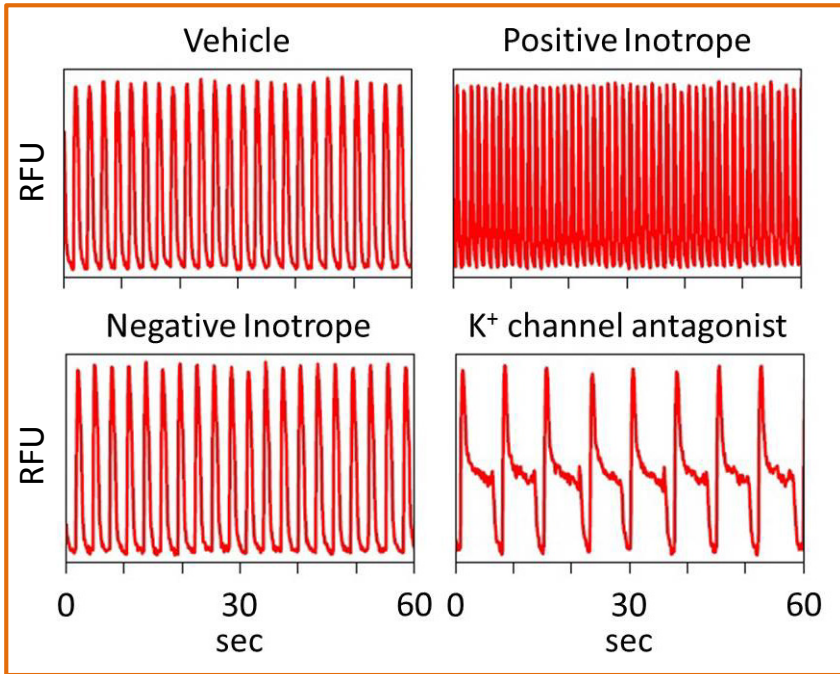 Vehicle
Positive Inotrope
RFU
Negative Inotrope
K⁺ channel antagonist
RFU
0 30 60
sec
0 30 60
sec